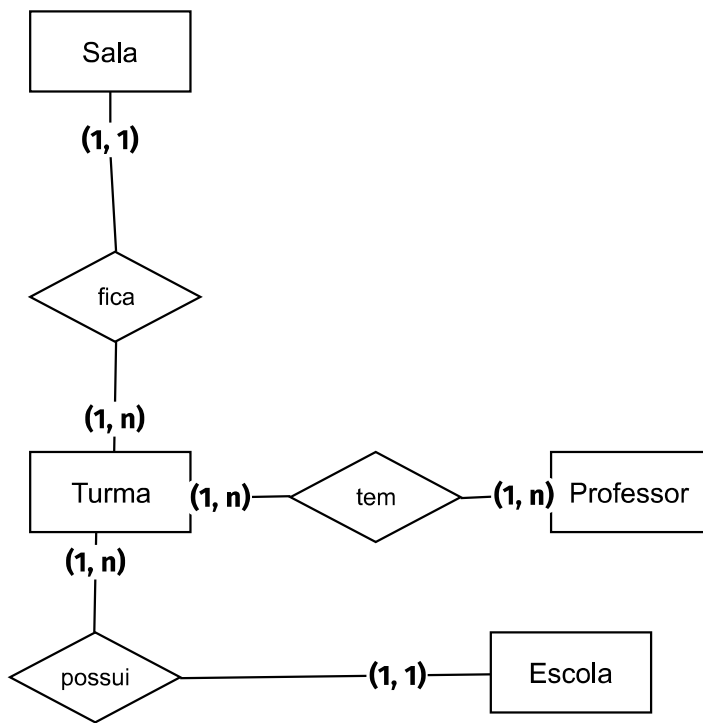 Sala
(1, 1)
fica
(1, n)
Turma
(1, n)
tem
(1, n)
Professor
(1, n)
possui
(1, 1)
Escola